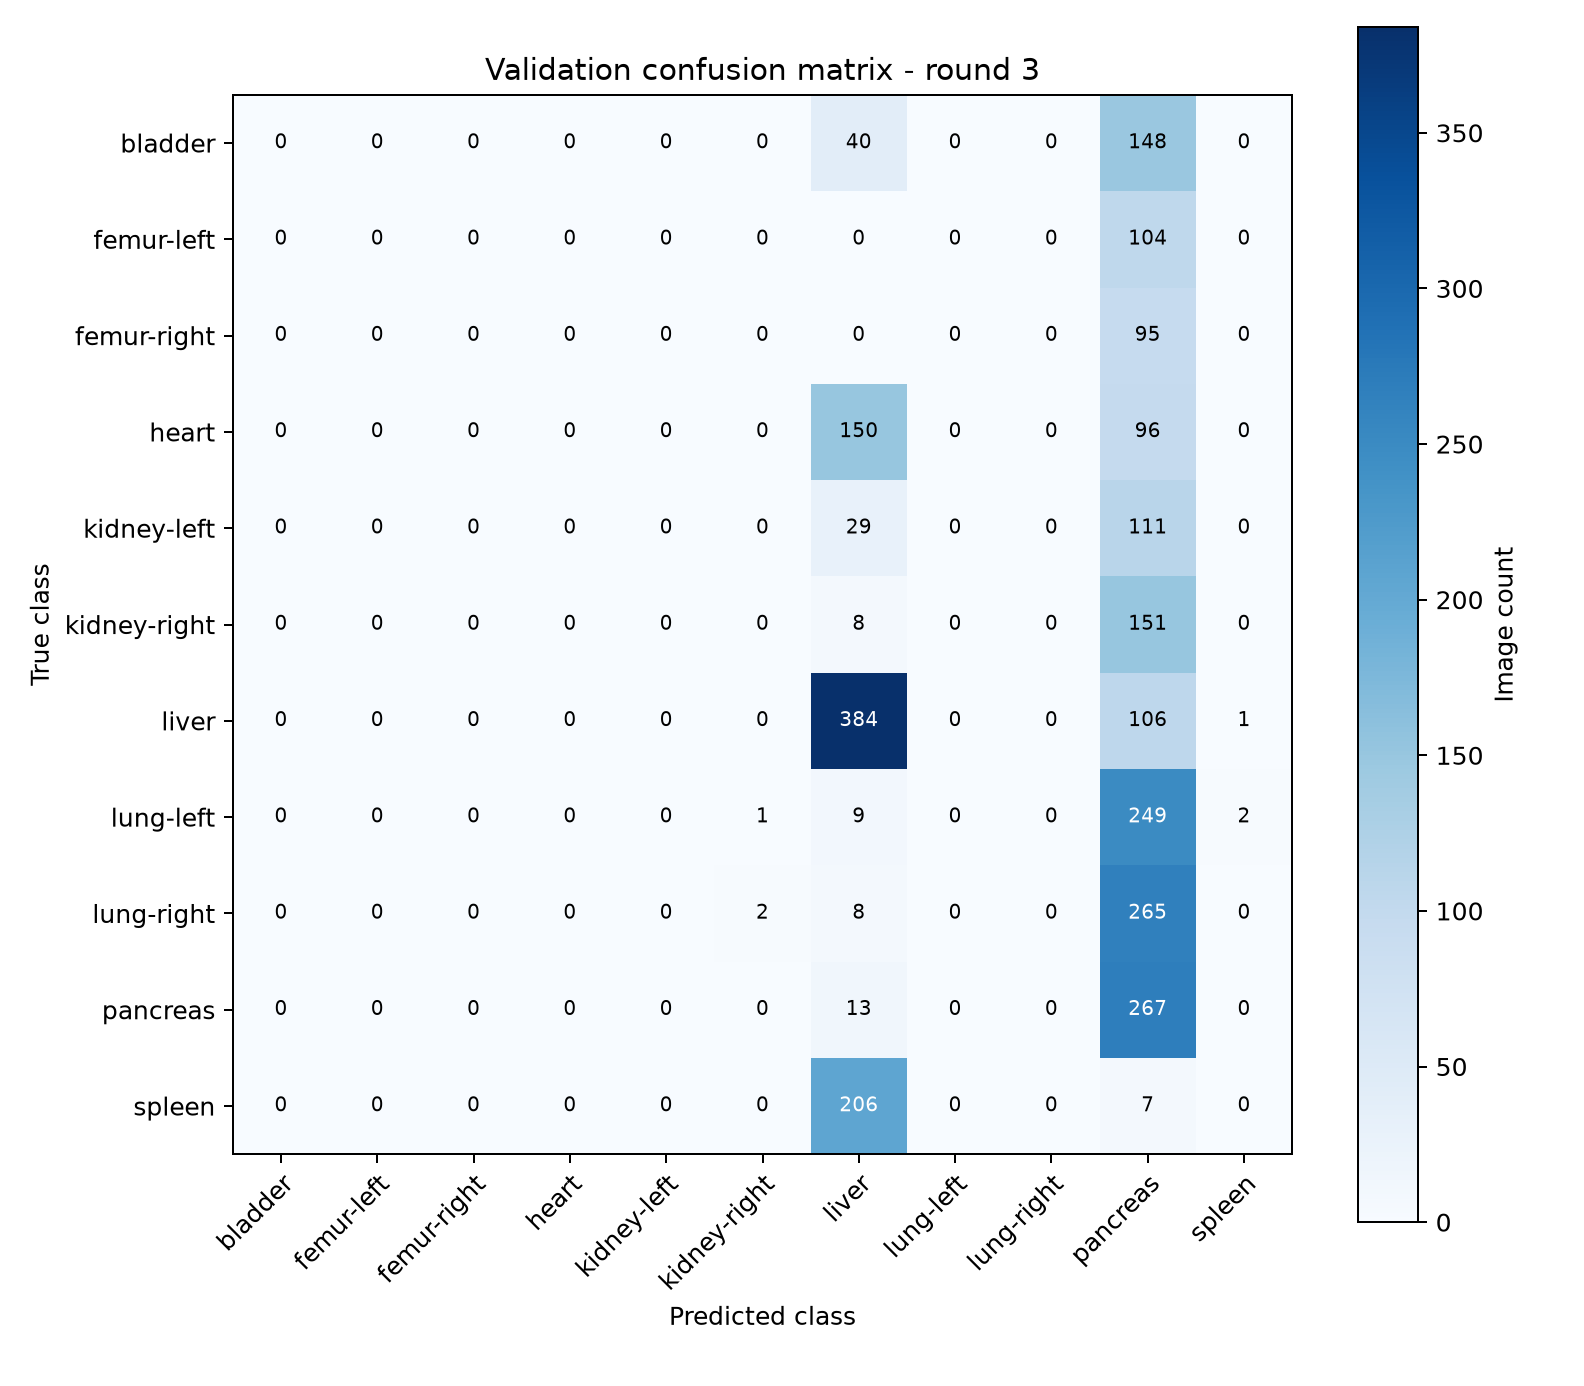 Validation confusion matrix - round 3
True class
bladder 0 0 0 0 0 0 40 0 0 148 0
femur-left 0 0 0 0 0 0 0 0 0 104 0
femur-right 0 0 0 0 0 0 0 0 0 95 0
heart 0 0 0 0 0 0 150 0 0 96 0
kidney-left 0 0 0 0 0 0 29 0 0 111 0
kidney-right 0 0 0 0 0 0 8 0 0 151 0
liver 0 0 0 0 0 0 384 0 0 106 1
lung-left 0 0 0 0 0 1 9 0 0 249 2
lung-right 0 0 0 0 0 2 8 0 0 265 0
pancreas 0 0 0 0 0 0 13 0 0 267 0
spleen 0 0 0 0 0 0 206 0 0 7 0
bladder femur-left femur-right heart kidney-left kidney-right liver lung-left lung-right pancreas spleen
Predicted class
350
300
250
200
150
100
50
0
Image count